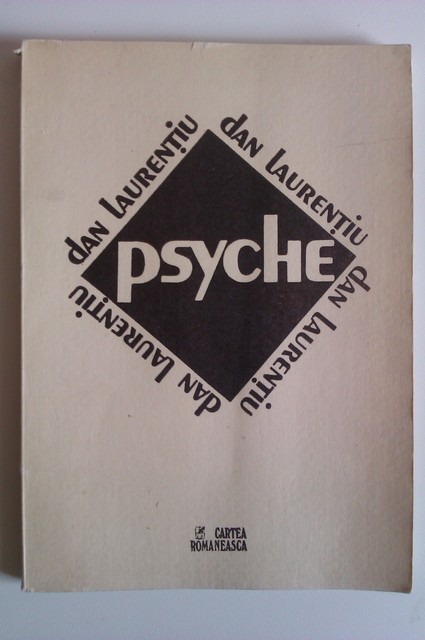 dan Laurențiu
dan Laurențiu
psyche
dan Laurențiu
dan Laurențiu
CARTEA
ROMANEASCA